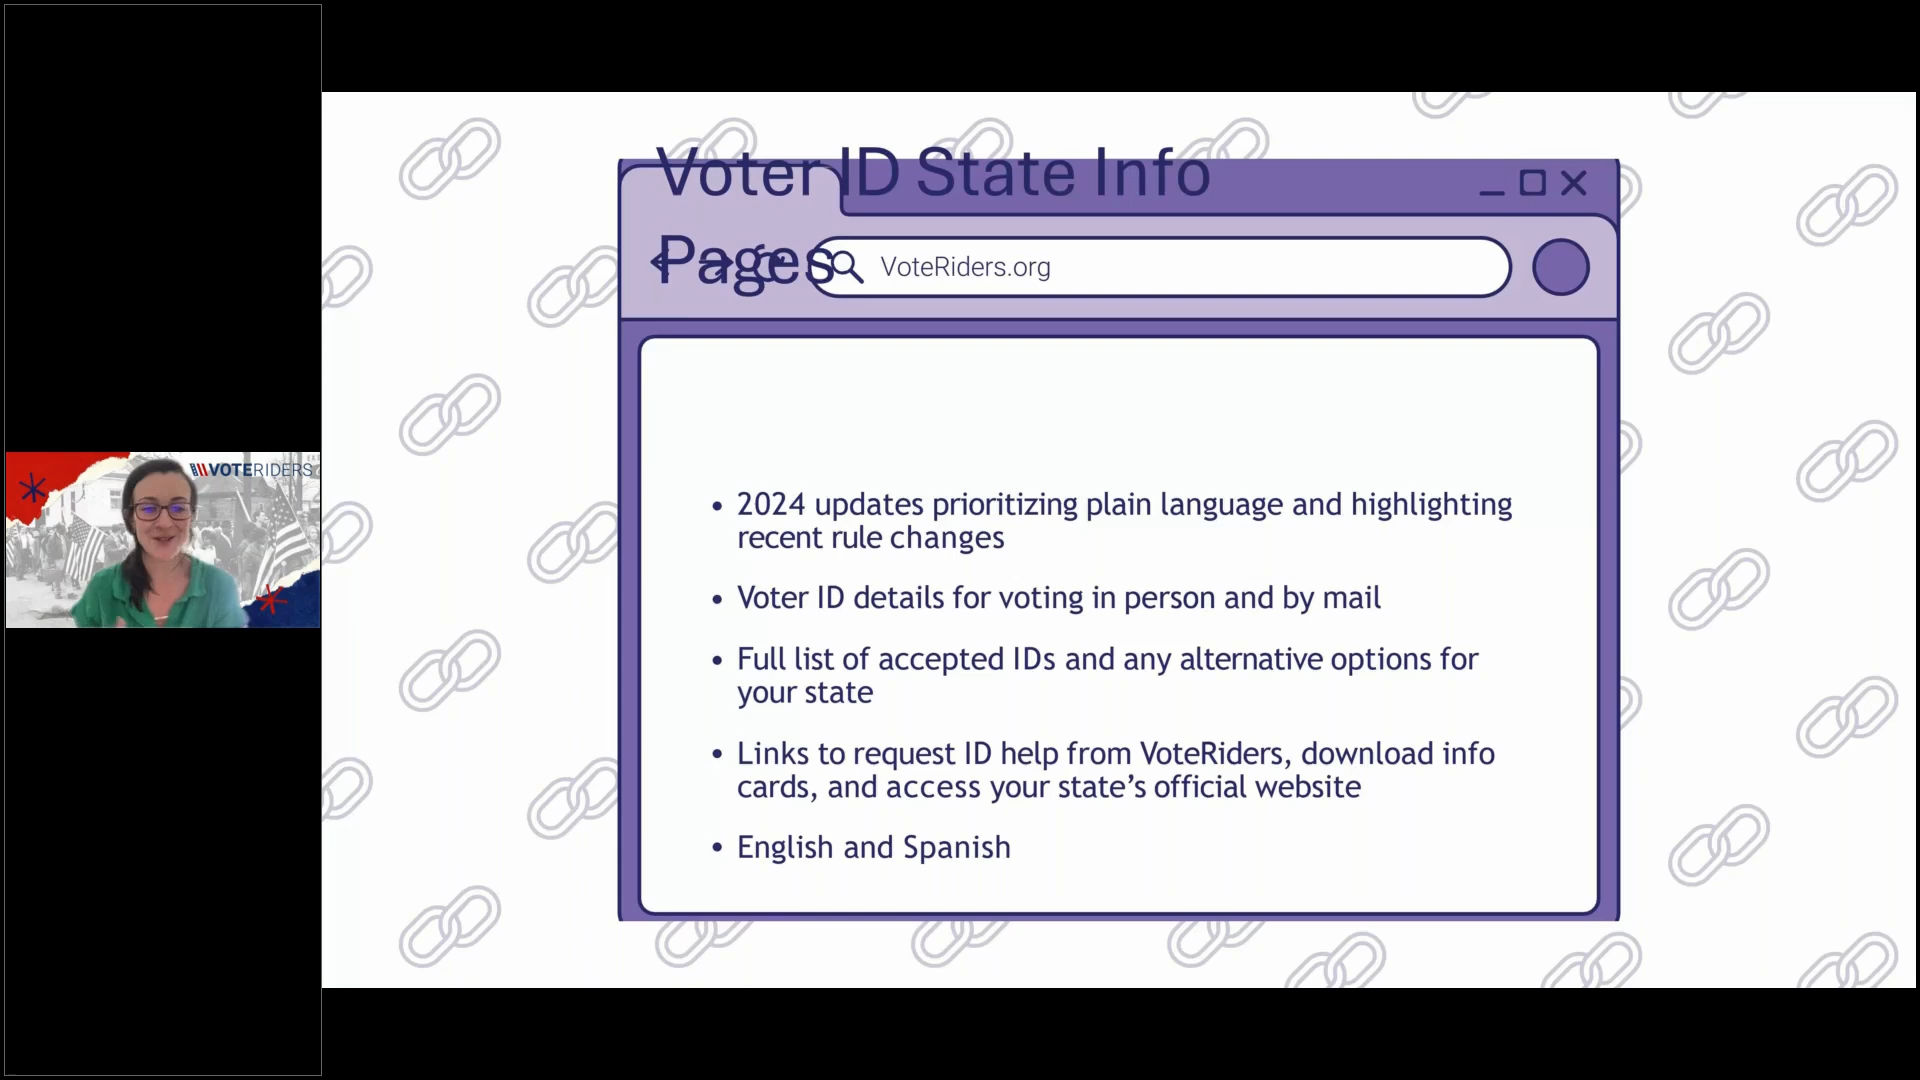 VOTERIDERS
Voter ID State Info
Pages
VoteRiders.org
• 2024 updates prioritizing plain language and highlighting
recent rule changes
• Voter ID details for voting in person and by mail
• Full list of accepted IDs and any alternative options for
your state
• Links to request ID help from VoteRiders, download info
cards, and access your state’s official website
• English and Spanish